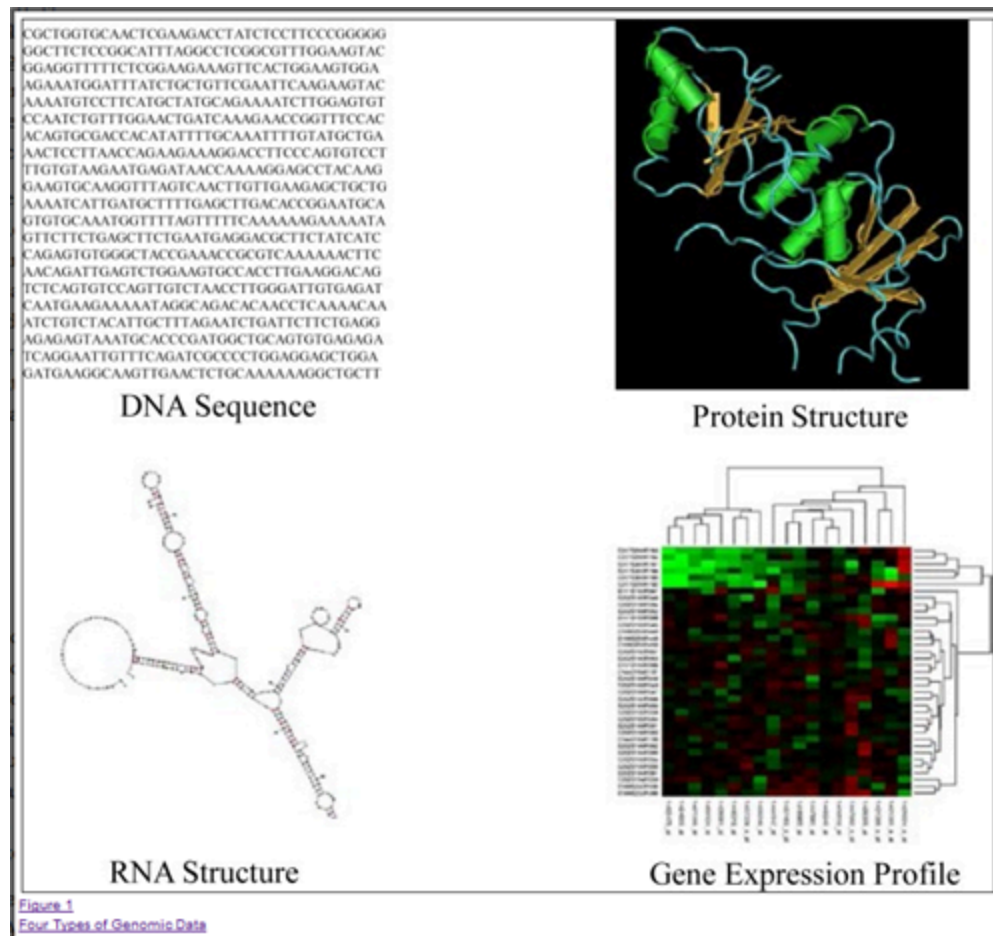 CGCTGGTGCAACTCGAAGACCTATCTCCTTCCCGGGGG
GGCTTCTCCGGCATTTAGGCCTCGGCGTTTGGAAGTAC
GGAGGTTTTTCTCGGAAGAAAGTTCACTGGAAGTGGA
AGAAATGGATTTATCTGCTGTTCGAATTCAAGAAGTAC
AAAATGTCCTTCATGCTATGCAGAAAATCTTGGAGTGT
CCAATCTGTTTGGAACTGATCAAAGAACCGGTTTCCAC
ACAGTGCGACCACATATTTTGCAAATTTTGTATGCTGA
AACTCCTTAACCAGAAGAAAGGACCTTCCCAGTGTCCT
TTGTGTAAGAATGAGATAACCAAAAGGAGCCTACAAG
GAAGTGCAAGGTTTAGTCAACTTGTTGAAGAGCTGCTG
AAAATCATTGATGCTTTTGAGCTTGACACCGGAATGCA
GTGTGCAAATGGTTTTAGTTTTTCAAAAAAGAAAAATA
GTTCTTCTGAGCTTCTGAATGAGGACGCTTCTATCATC
CAGAGTGTGGGCTACCGAAACCGCGTCAAAAAACTTC
AACAGATTGAGTCTGGAAGTGCCACCTTGAAGGACAG
TCTCAGTGTCCAGTTGTCTAACCTTGGGATTGTGAGAT
CAATGAAGAAAAATAGGCAGACACAACCTCAAAACAA
ATCTGTCTACATTGCTTTAGAATCTGATTCTTCTGAGG
AGAGAGTAAATGCACCCGATGGCTGCAGTGTGAGAGA
TCAGGAATTGTTTCAGATCGCCCCTGGAGGAGCTGGA
GATGAAGGCAAGTTGAACTCTGCAAAAAAGGCTGCTT
DNA Sequence
Protein Structure
RNA Structure
Gene Expression Profile
Figure 1
Four Types of Genomic Data